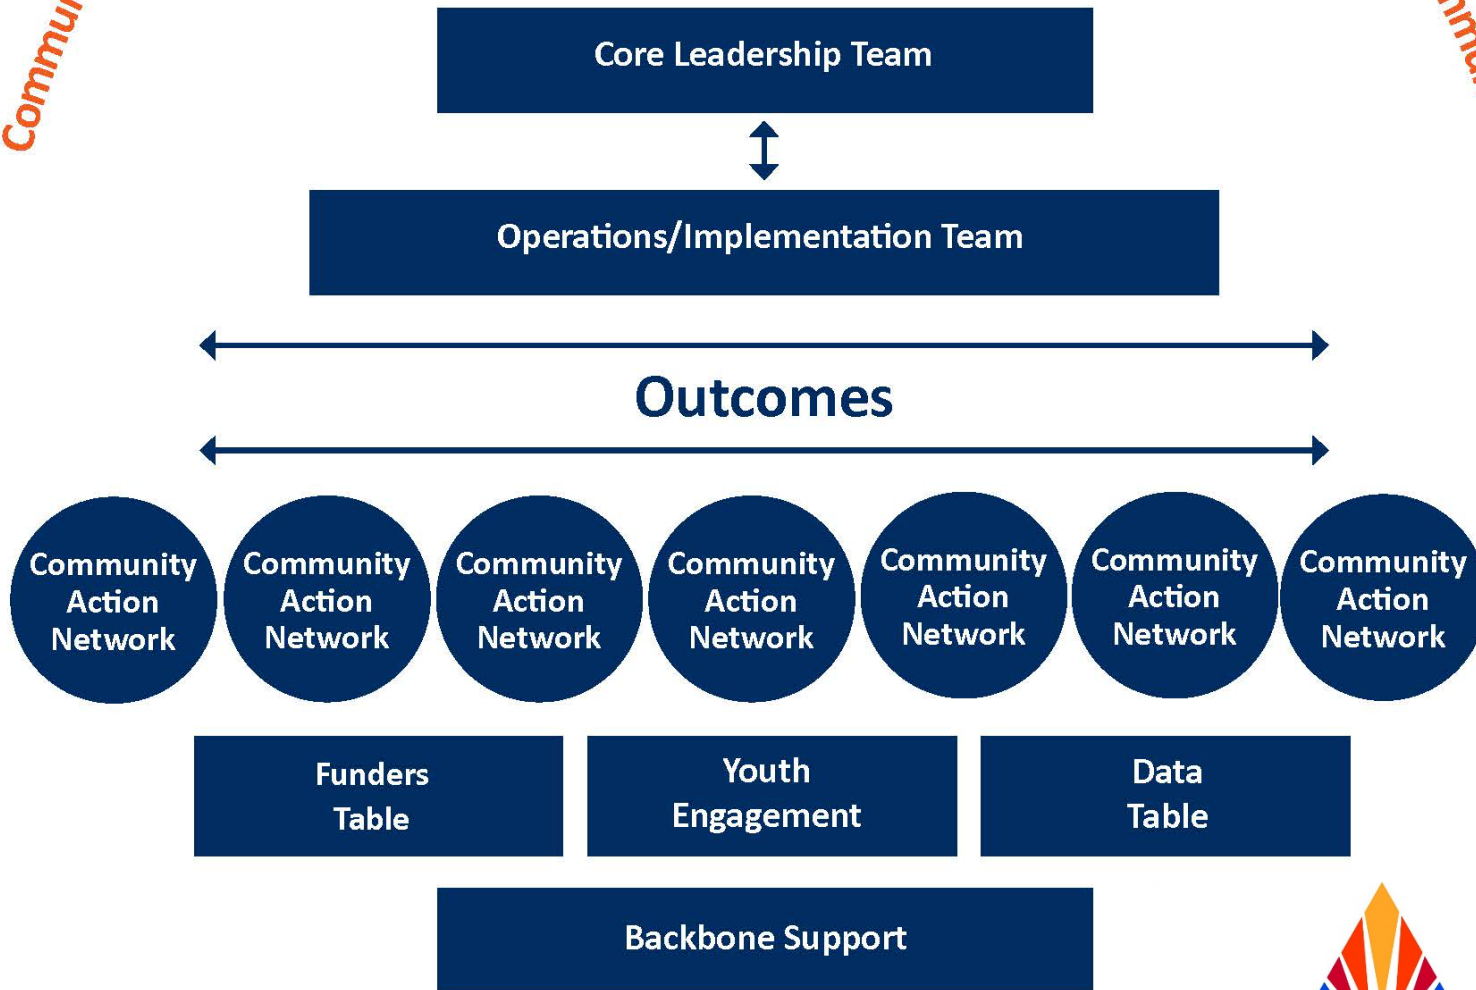 Core Leadership Team
Operations/Implementation Team
Outcomes
Community
Action
Network
Community
Action
Network
Community
Action
Network
Community
Action
Network
Community
Action
Network
Community
Action
Network
Community
Action
Network
Funders
Table
Youth
Engagement
Data
Table
Backbone Support